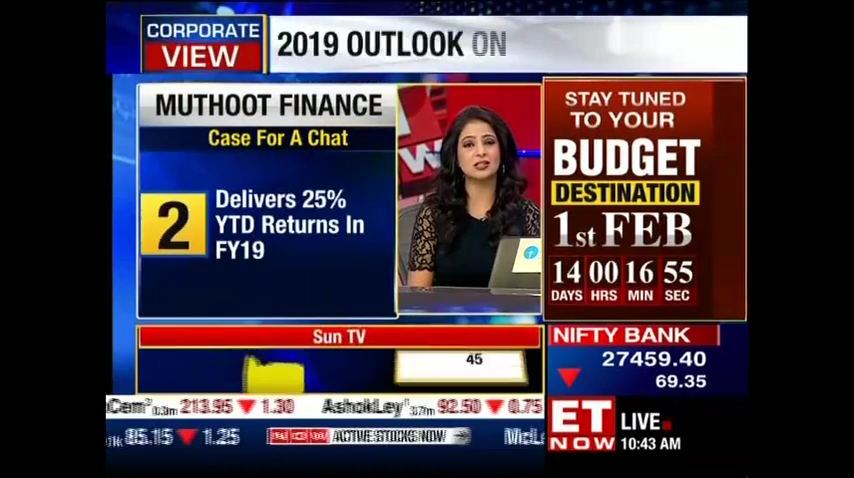 CORPORATE
VIEW
2019 OUTLOOK ON
MUTHOOT FINANCE
Case For A Chat
2
Delivers 25%
YTD Returns In
FY19
STAY TUNED
TO YOUR
BUDGET
DESTINATION
1st FEB
14 00 16 55
DAYS HRS MIN SEC
Sun TV
45
NIFTY BANK
27459.40
69.35
213.95 1.30 AshokLey 92.50 0.75
85.15 1.25 ACTIVE STOCKS NOW
ET
NOW
LIVE
10:43 AM